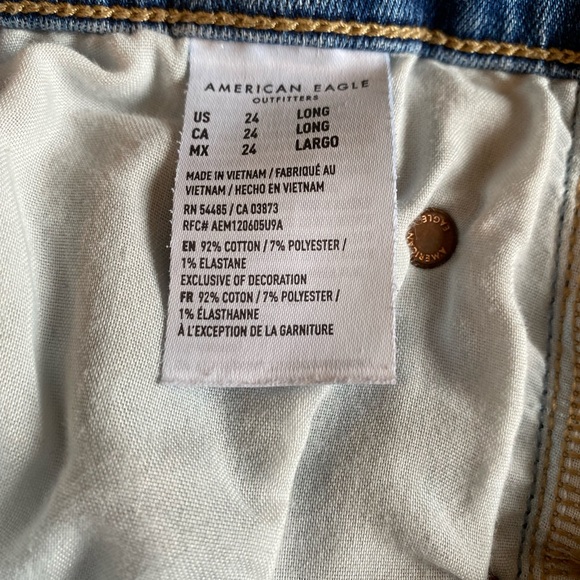 AMERICAN EAGLE
OUTFITTERS
US 24 LONG
CA 24 LONG
MX 24 LARGO
MADE IN VIETNAM / FABRIQUÉ AU
VIETNAM / HECHO EN VIETNAM
RN 54485 / CA 03873
RFC# AEM120605U9A
EN 92% COTTON / 7% POLYESTER /
1% ELASTANE
EXCLUSIVE OF DECORATION
FR 92% COTON / 7% POLYESTER /
1% ÉLASTHANNE
À L'EXCEPTION DE LA GARNITURE
AMERICAN EAGLE